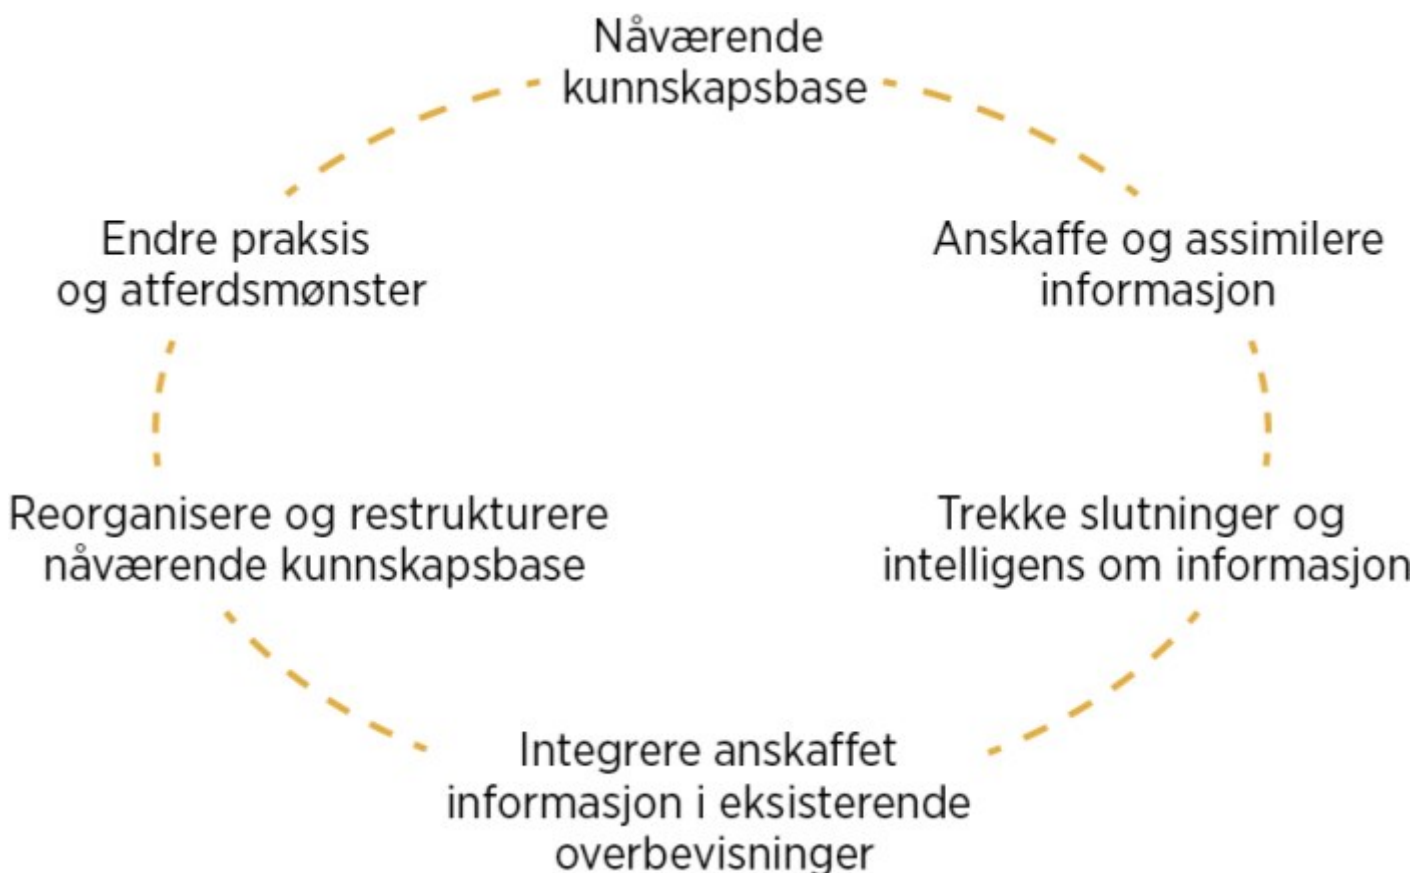 Nåværende
kunnskapsbase
Anskaffe og assimilere
informasjon
Trekke slutninger og
intelligens om informasjon
Integrere anskaffet
informasjon i eksisterende
overbevisninger
Reorganisere og restrukturere
nåværende kunnskapsbase
Endre praksis
og atferdsmønster